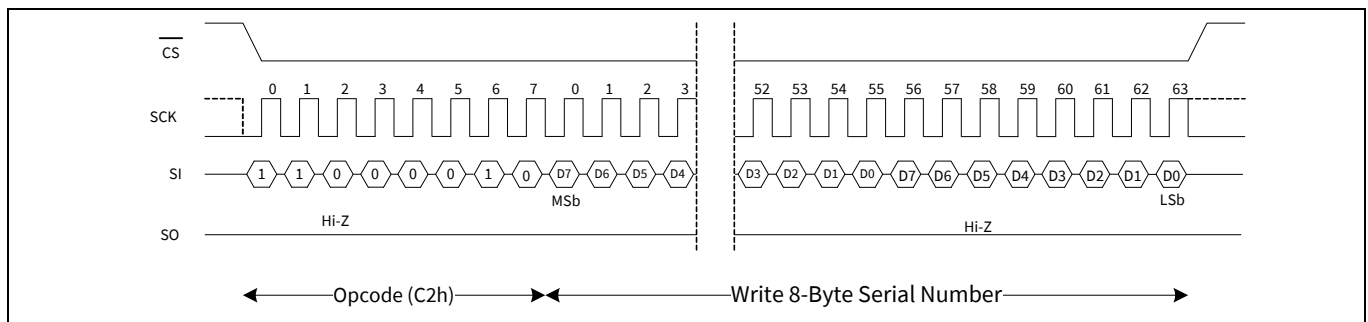 CS
0 1 2 3 4 5 6 7 0 1 2 3 52 53 54 55 56 57 58 59 60 61 62 63
SCK
SI 1 1 0 0 0 0 1 0 D7 D6 D5 D4 D3 D2 D1 D0 D7 D6 D5 D4 D3 D2 D1 D0
MSb LSb
Hi-Z Hi-Z
SO
Opcode (C2h) Write 8-Byte Serial Number